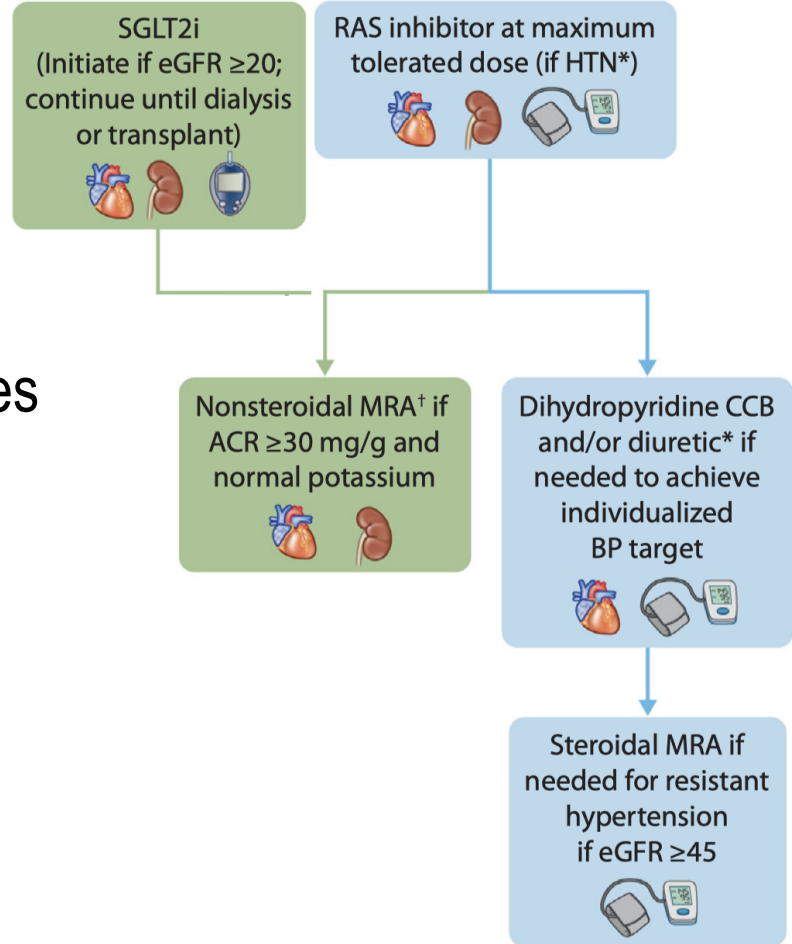 SGLT2i
(Initiate if eGFR ≥20;
continue until dialysis
or transplant)
RAS inhibitor at maximum
tolerated dose (if HTN*)
es
Nonsteroidal MRA† if
ACR ≥30 mg/g and
normal potassium
Dihydropyridine CCB
and/or diuretic* if
needed to achieve
individualized
BP target
Steroidal MRA if
needed for resistant
hypertension
if eGFR ≥45